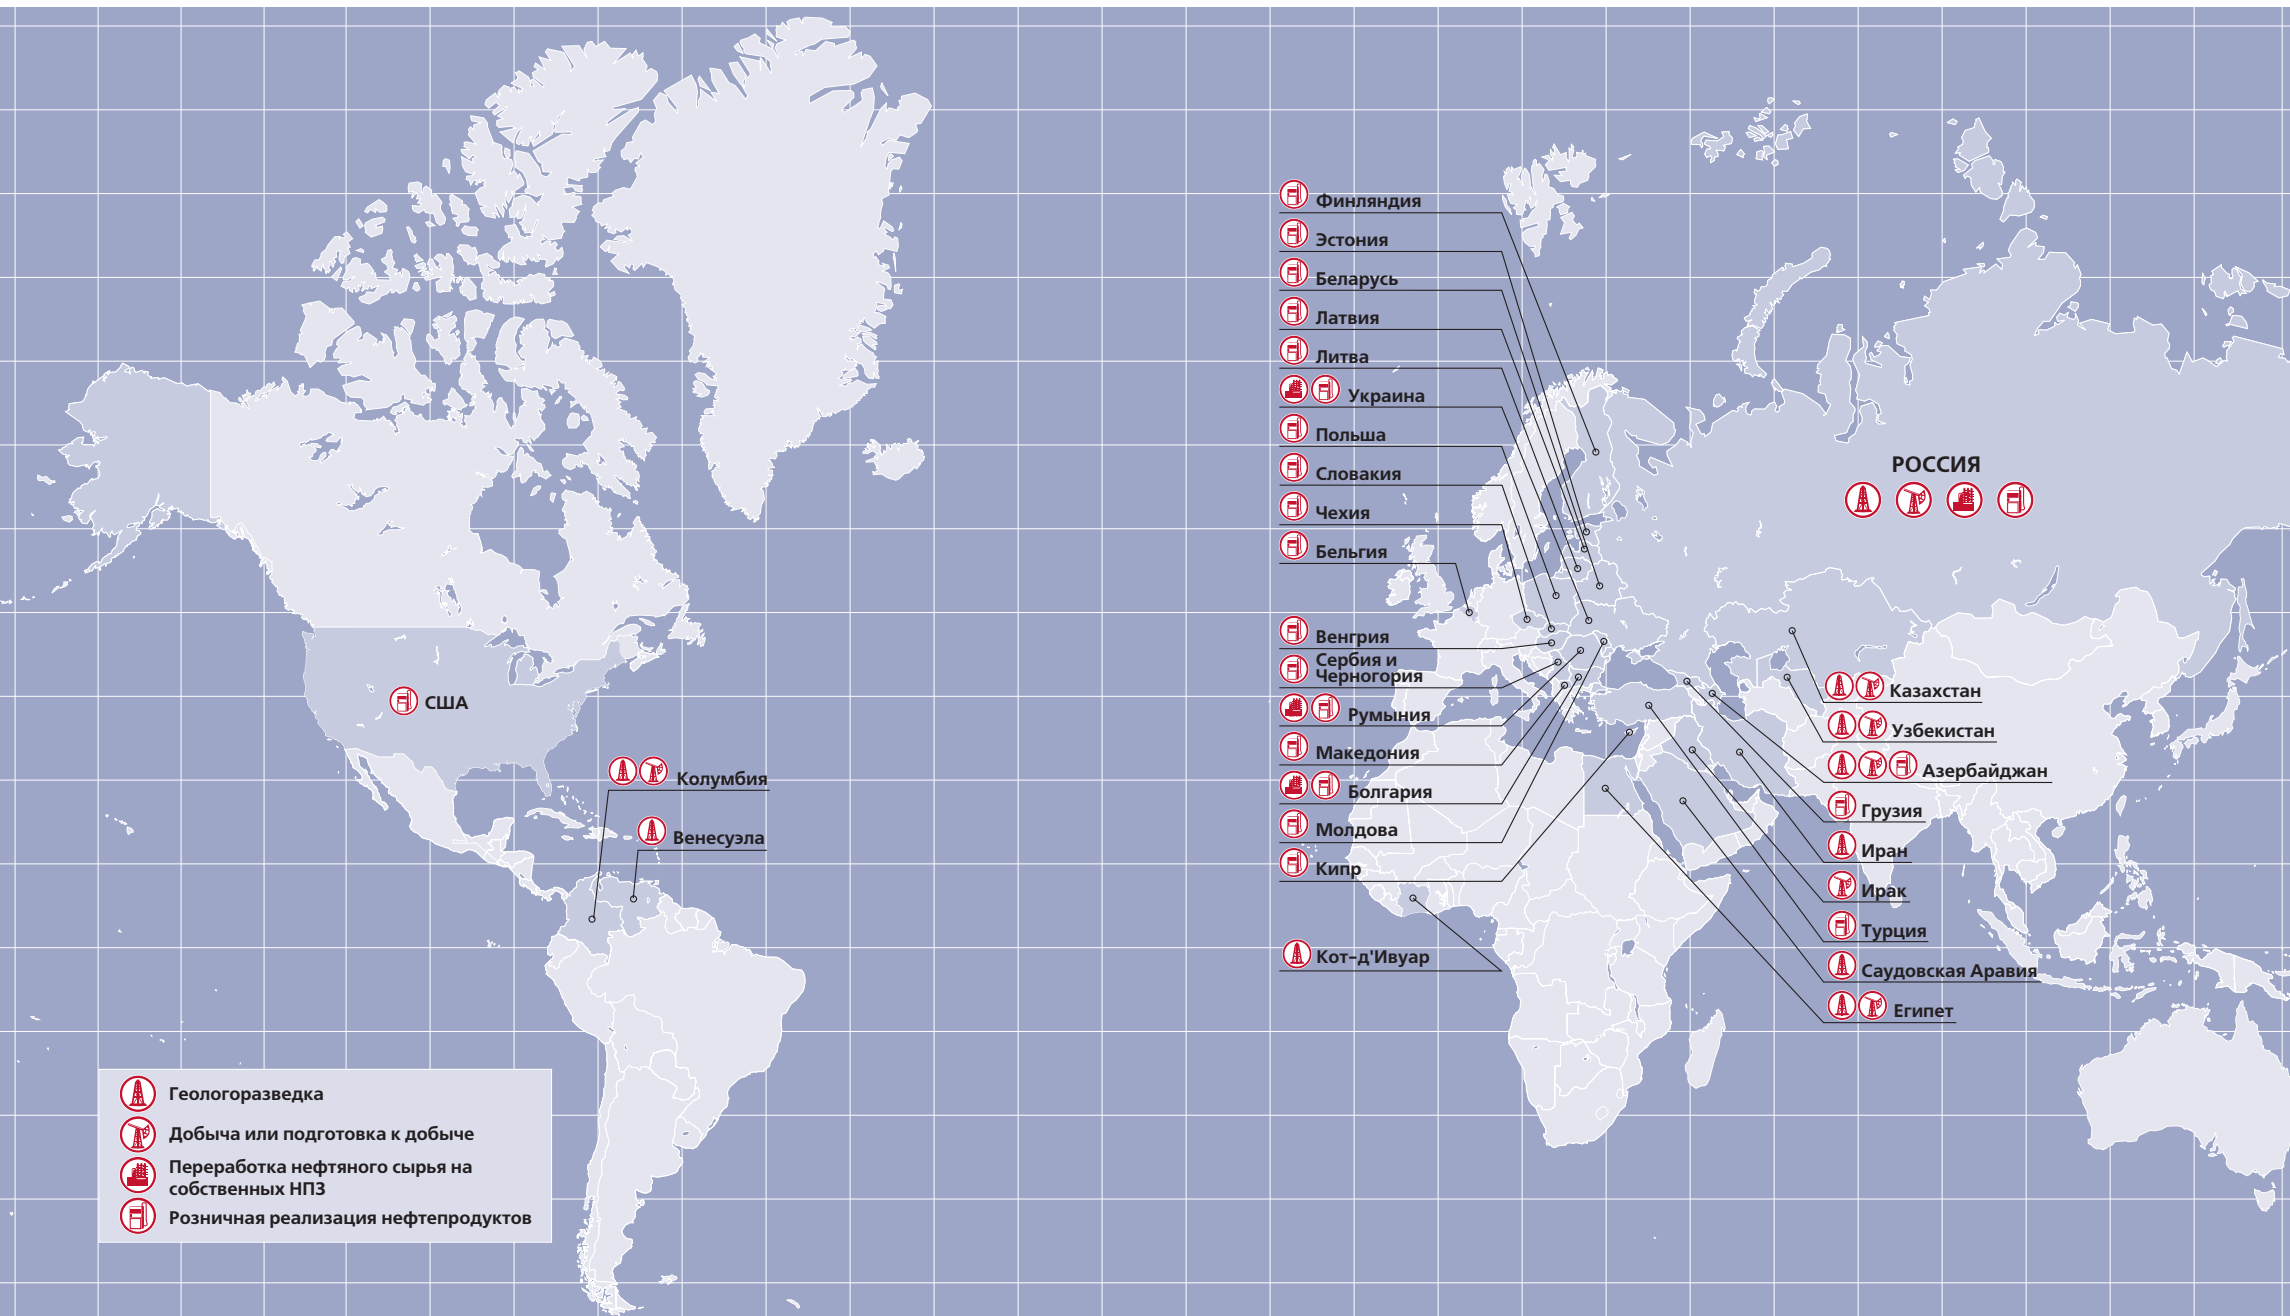 Финляндия
Эстония
Беларусь
Латвия
Литва
Украина
Польша
Словакия
Чехия
Бельгия
Венгрия
Сербия и
Черногория
Румыния
Македония
Болгария
Молдова
Кипр
Кот-д'Ивуар
РОССИЯ
Казахстан
Узбекистан
Азербайджан
Грузия
Иран
Ирак
Турция
Саудовская Аравия
Египет
США
Колумбия
Венесуэла
Геологоразведка
Добыча или подготовка к добыче
Переработка нефтяного сырья на
собственных НПЗ
Розничная реализация нефтепродуктов